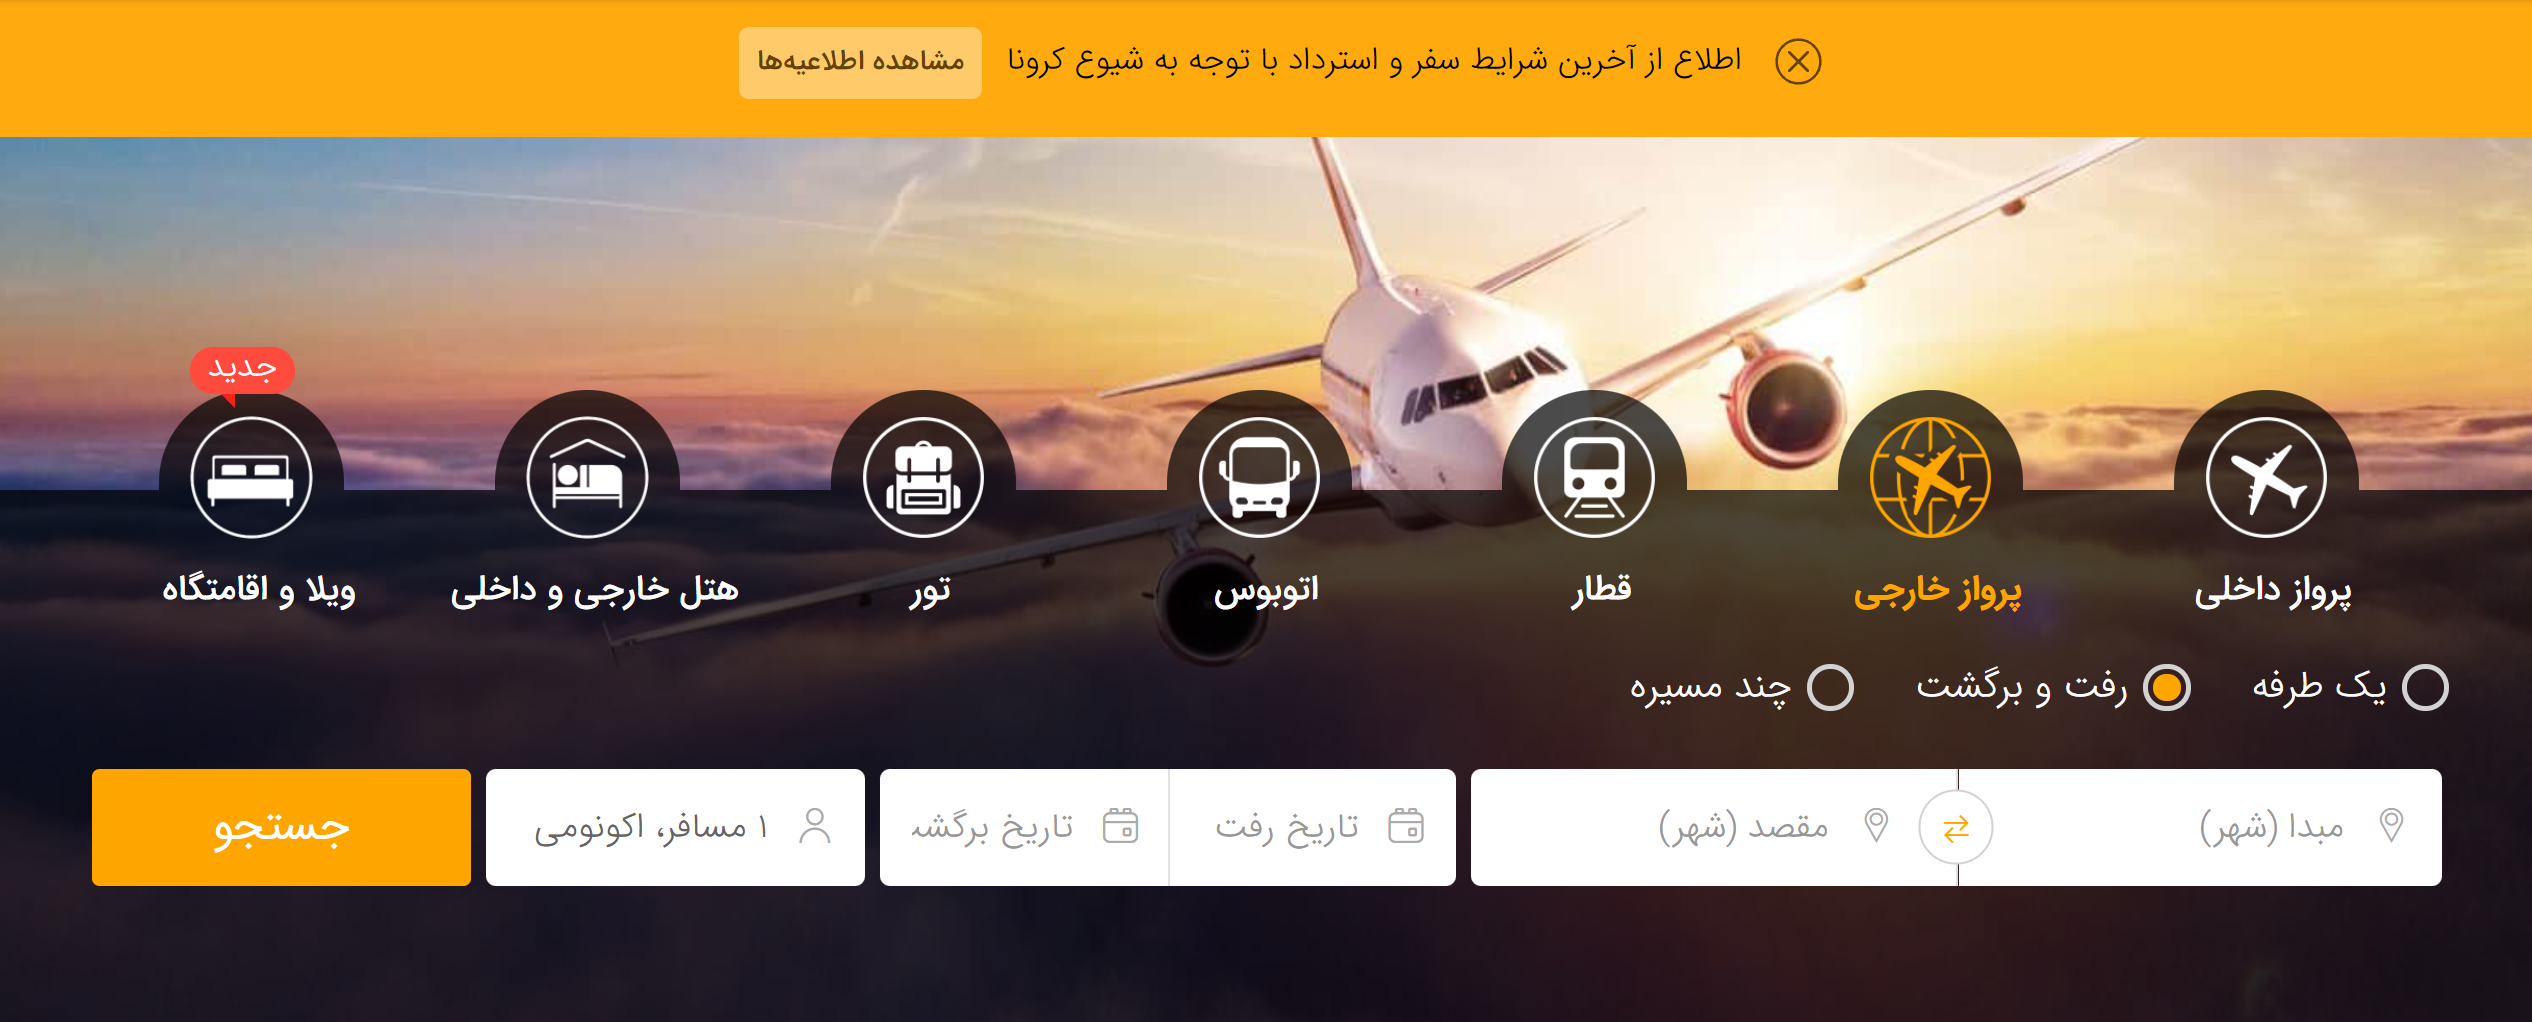 اطلاع از آخرین شرایط سفر و استرداد با توجه به شیوع کرونا
مشاهده اطلاعیه‌ها
پرواز داخلی
پرواز خارجی
قطار
اتوبوس
تور
هتل خارجی و داخلی
جدید
ویلا و اقامتگاه
یک طرفه
رفت و برگشت
چند مسیره
مبدا (شهر)
مقصد (شهر)
تاریخ رفت
تاریخ برگشت
۱ مسافر، اکونومی
جستجو